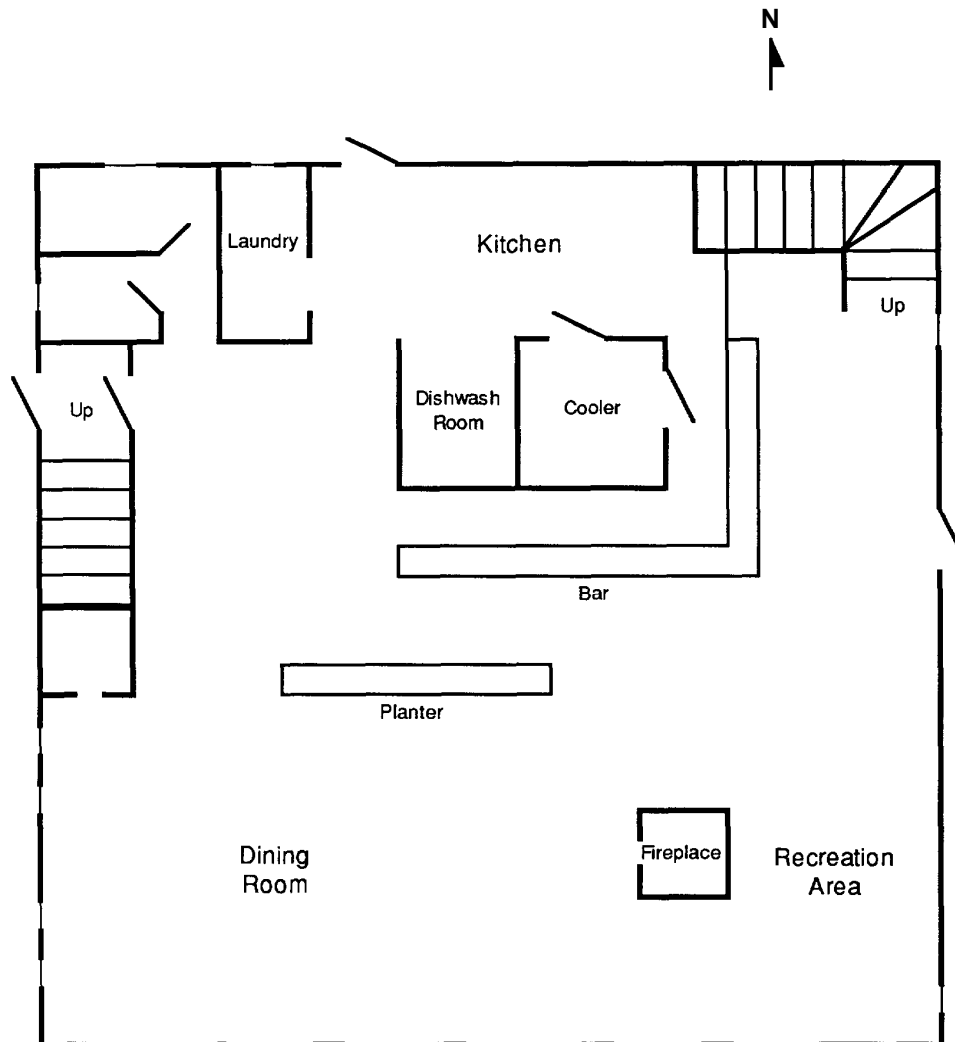 N
Laundry
Kitchen
Up
Dishwash
Room
Cooler
Up
Bar
Planter
Dining
Room
Fireplace
Recreation
Area